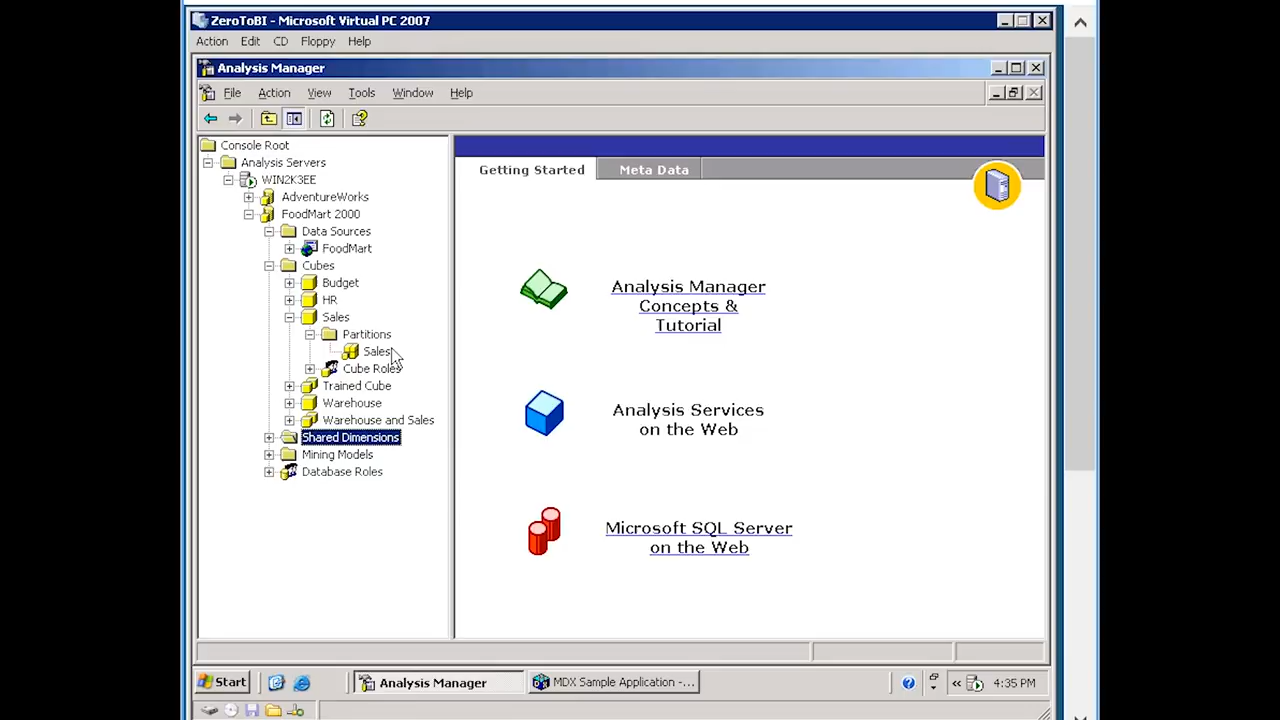 ZeroToBI - Microsoft Virtual PC 2007
Action Edit CD Floppy Help
Analysis Manager
File Action View Tools Window Help
Console Root
Analysis Servers
WIN2K3EE
AdventureWorks
FoodMart 2000
Data Sources
FoodMart
Cubes
Budget
HR
Sales
Partitions
Sales
Cube Roles
Trained Cube
Warehouse
Warehouse and Sales
Shared Dimensions
Mining Models
Database Roles
Getting Started Meta Data
Analysis Manager
Concepts &
Tutorial
Analysis Services
on the Web
Microsoft SQL Server
on the Web
Start Analysis Manager MDX Sample Application - ... 4:35 PM